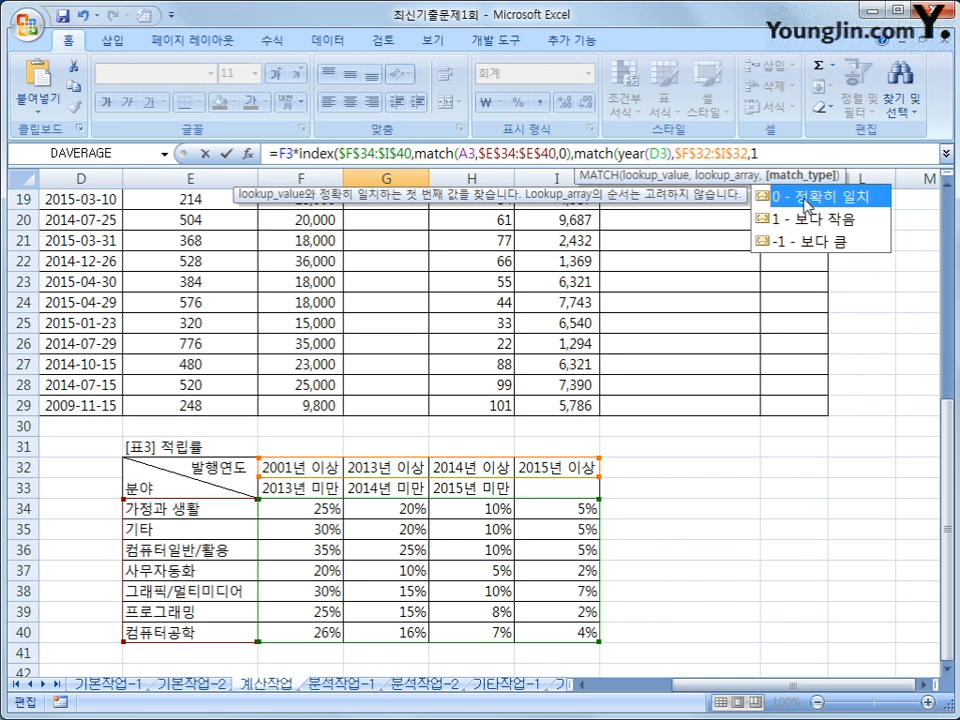 최신기출문제1회 - Microsoft Excel
YoungJin.com Y.
홈 삽입 페이지 레이아웃 수식 데이터 검토 보기 개발 도구 추가 기능
붙여넣기
11
회계
조건부 서식
표 서식
셀 스타일
삽입
삭제
서식
정렬 및 필터
찾기 및 선택
클립보드 글꼴 맞춤 표시 형식 스타일 셀 편집
DAVERAGE =F3*index($F$34:$I$40,match(A3,$E$34:$E$40,0),match(year(D3),$F$32:$I$32,1
MATCH(lookup_value, lookup_array, [match_type])
lookup_value와 정확히 일치하는 첫 번째 값을 찾습니다. Lookup_array의 순서는 고려하지 않습니다.
0 - 정확히 일치
1 - 보다 작음
-1 - 보다 큼
D E F G H I L M
19 2015-03-10 214
20 2014-07-25 504 20,000 61 9,687
21 2015-03-31 368 18,000 77 2,432
22 2014-12-26 528 36,000 66 1,369
23 2015-04-30 384 18,000 55 6,321
24 2015-04-29 576 18,000 44 7,743
25 2015-01-23 320 15,000 33 6,540
26 2014-07-29 776 35,000 22 1,294
27 2014-10-15 480 23,000 88 6,321
28 2014-07-15 520 25,000 99 7,390
29 2009-11-15 248 9,800 101 5,786
30
31 [표3] 적립률
32 발행연도 2001년 이상 2013년 이상 2014년 이상 2015년 이상
33 분야 2013년 미만 2014년 미만 2015년 미만
34 가정과 생활 25% 20% 10% 5%
35 기타 30% 20% 10% 5%
36 컴퓨터일반/활용 35% 25% 10% 5%
37 사무자동화 20% 10% 5% 2%
38 그래픽/멀티미디어 30% 15% 10% 7%
39 프로그래밍 25% 15% 8% 2%
40 컴퓨터공학 26% 16% 7% 4%
41
42
기본작업-1 기본작업-2 계산작업 분석작업-1 분석작업-2 기타작업-1
편집 100%